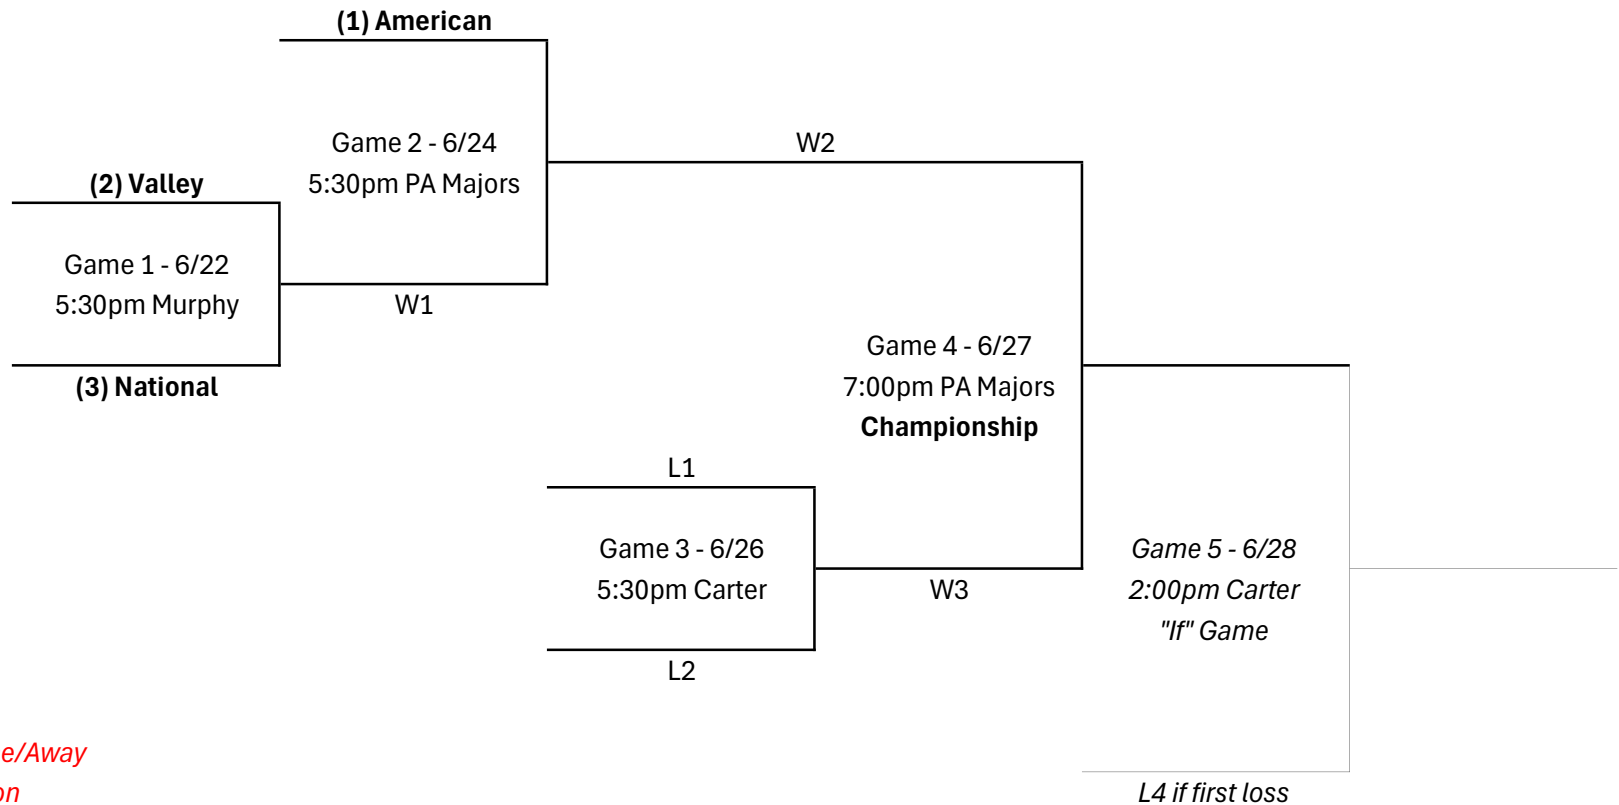 (1) American
Game 2 - 6/24
5:30pm PA Majors
W2
(2) Valley
Game 1 - 6/22
5:30pm Murphy
W1
(3) National
Game 4 - 6/27
7:00pm PA Majors
Championship
L1
Game 3 - 6/26
5:30pm Carter
W3
L2
Game 5 - 6/28
2:00pm Carter
"If" Game
L4 if first loss
e/Away
on